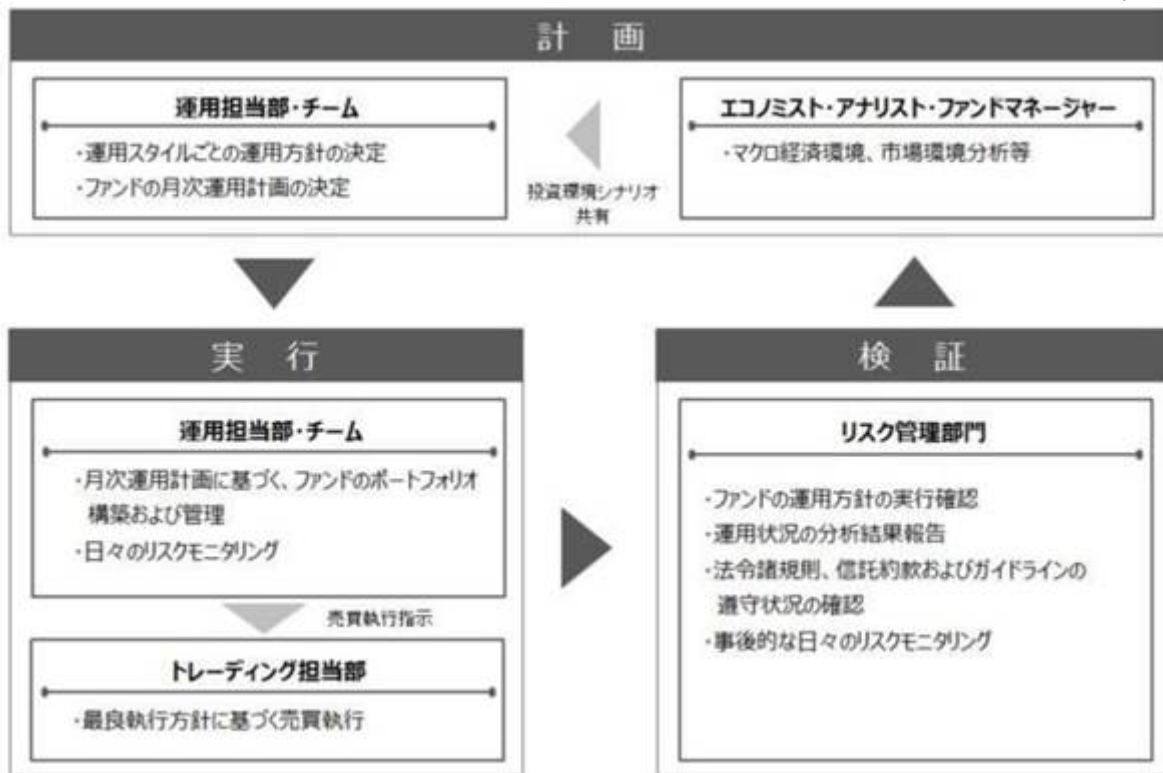 計 画
運用担当部・チーム
・運用スタイルごとの運用方針の決定
・ファンドの月次運用計画の決定
投資環境シナリオ
共有
エコノミスト・アナリスト・ファンドマネージャー
・マクロ経済環境、市場環境分析等
実 行
運用担当部・チーム
・月次運用計画に基づく、ファンドのポートフォリオ
構築および管理
・日々のリスクモニタリング
売買執行指示
トレーディング担当部
・最良執行方針に基づく売買執行
検 証
リスク管理部門
・ファンドの運用方針の実行確認
・運用状況の分析結果報告
・法令諸規則、信託約款およびガイドラインの
遵守状況の確認
・事後的な日々のリスクモニタリング